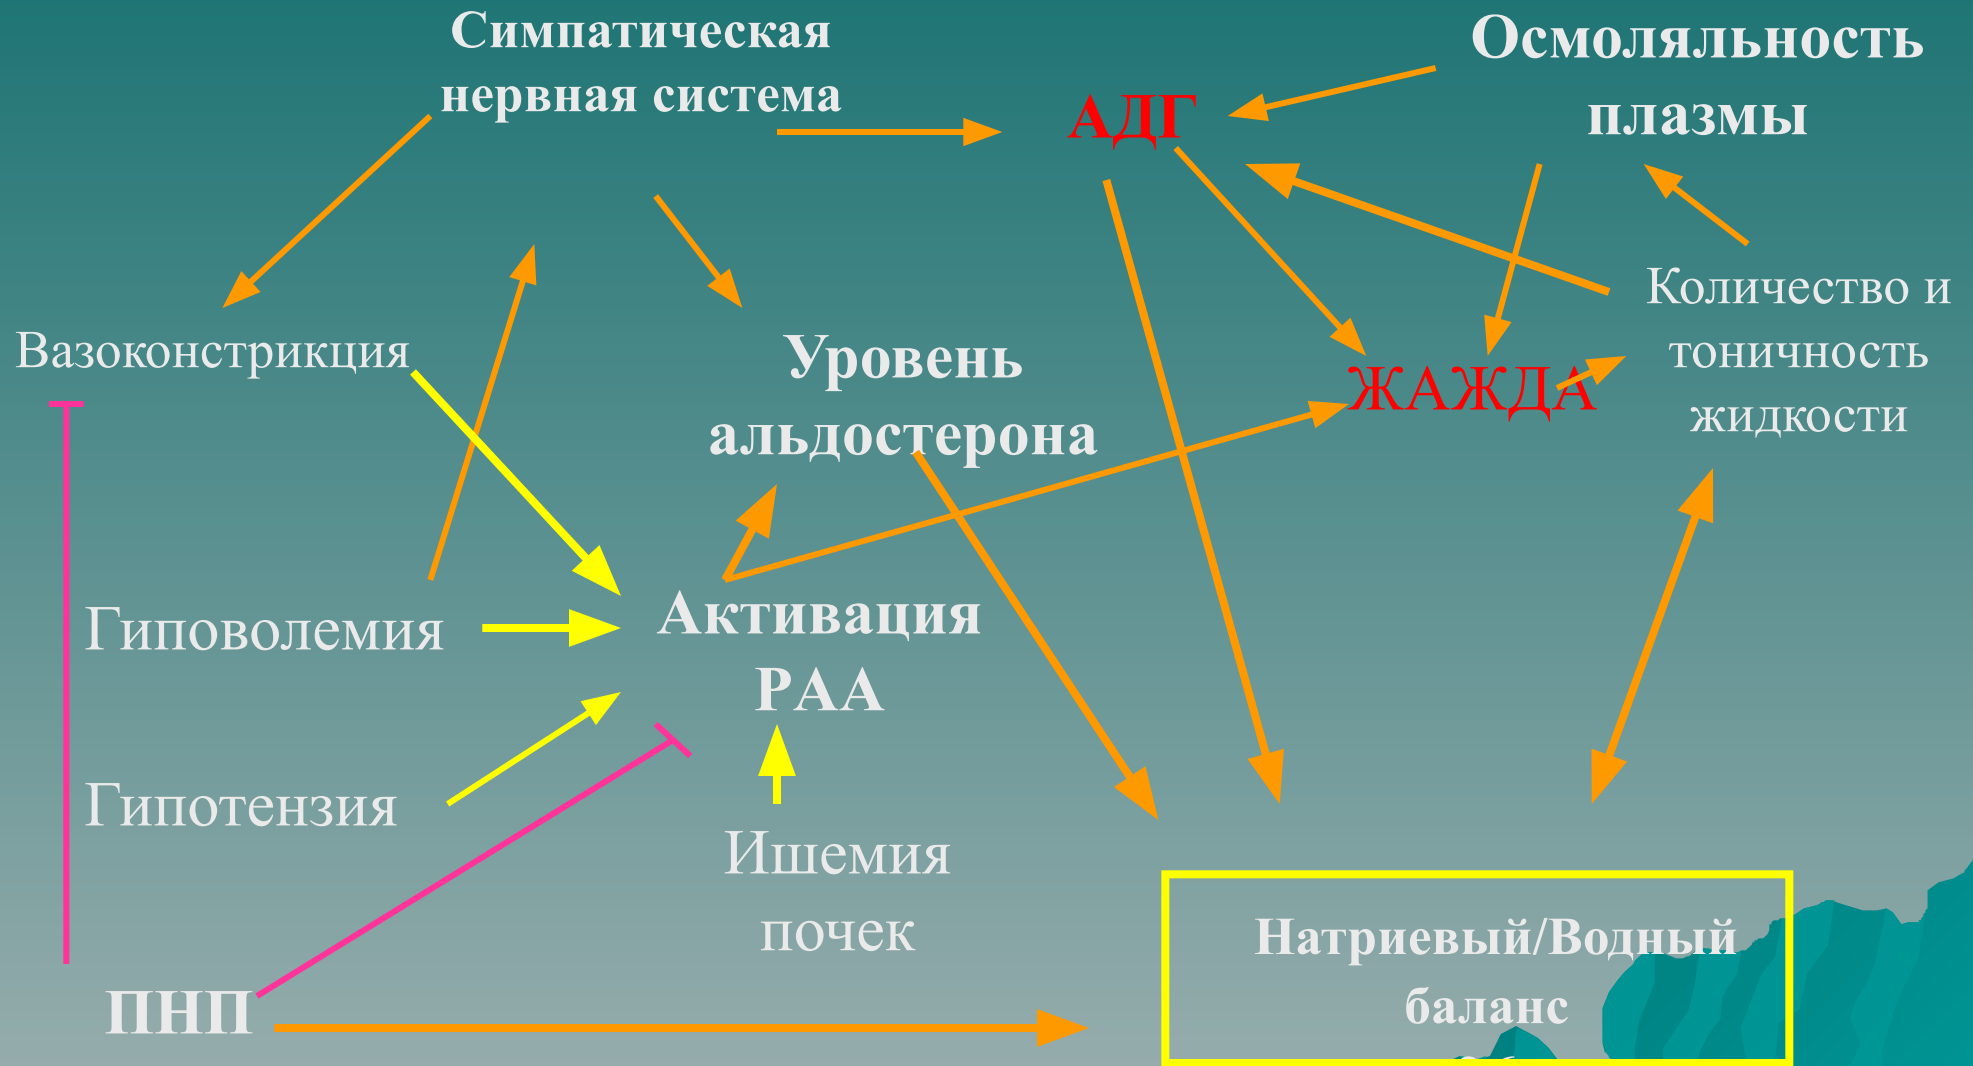 Симпатическая
нервная система
АДГ
Осмоляльность
плазмы
Вазоконстрикция
Уровень
альдостерона
ЖАЖДА
Количество и
тоничность
жидкости
Гиповолемия
Активация
РАА
Гипотензия
Ишемия
почек
ПНП
Натриевый/Водный
баланс